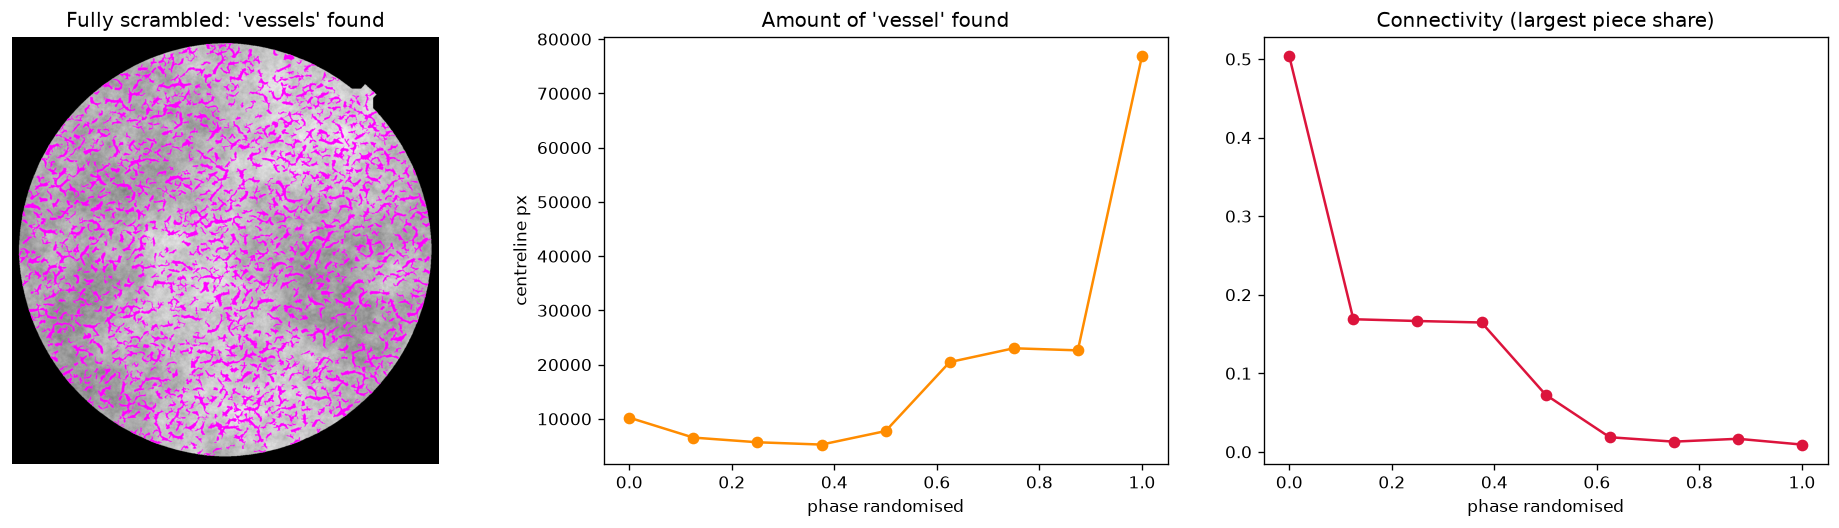 Fully scrambled: 'vessels' found
Amount of 'vessel' found
80000
70000
60000
50000
40000
30000
20000
10000
centreline px
0.0 0.2 0.4 0.6 0.8 1.0
phase randomised
Connectivity (largest piece share)
0.5
0.4
0.3
0.2
0.1
0.0
0.0 0.2 0.4 0.6 0.8 1.0
phase randomised